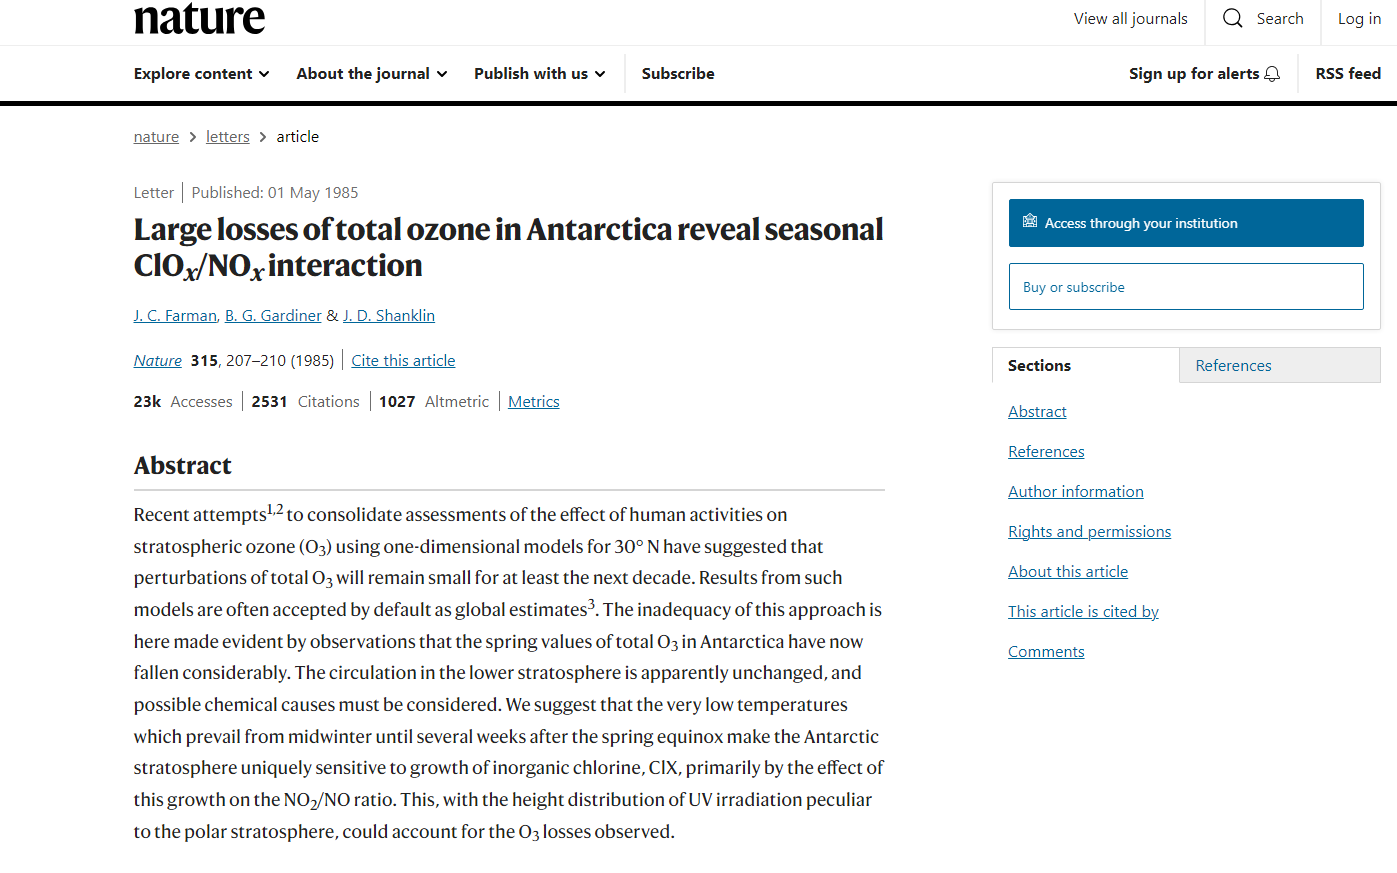 nature
View all journals
Search
Log in
Explore content
About the journal
Publish with us
Subscribe
Sign up for alerts
RSS feed
nature > letters > article
Letter | Published: 01 May 1985
Large losses of total ozone in Antarctica reveal seasonal
ClOx/NOx interaction
J. C. Farman, B. G. Gardiner & J. D. Shanklin
Nature 315, 207–210 (1985) | Cite this article
23k Accesses | 2531 Citations | 1027 Altmetric | Metrics
Abstract
Recent attempts1,2 to consolidate assessments of the effect of human activities on
stratospheric ozone (O3) using one-dimensional models for 30° N have suggested that
perturbations of total O3 will remain small for at least the next decade. Results from such
models are often accepted by default as global estimates3. The inadequacy of this approach is
here made evident by observations that the spring values of total O3 in Antarctica have now
fallen considerably. The circulation in the lower stratosphere is apparently unchanged, and
possible chemical causes must be considered. We suggest that the very low temperatures
which prevail from midwinter until several weeks after the spring equinox make the Antarctic
stratosphere uniquely sensitive to growth of inorganic chlorine, ClX, primarily by the effect of
this growth on the NO2/NO ratio. This, with the height distribution of UV irradiation peculiar
to the polar stratosphere, could account for the O3 losses observed.
Access through your institution
Buy or subscribe
Sections
References
Abstract
References
Author information
Rights and permissions
About this article
This article is cited by
Comments